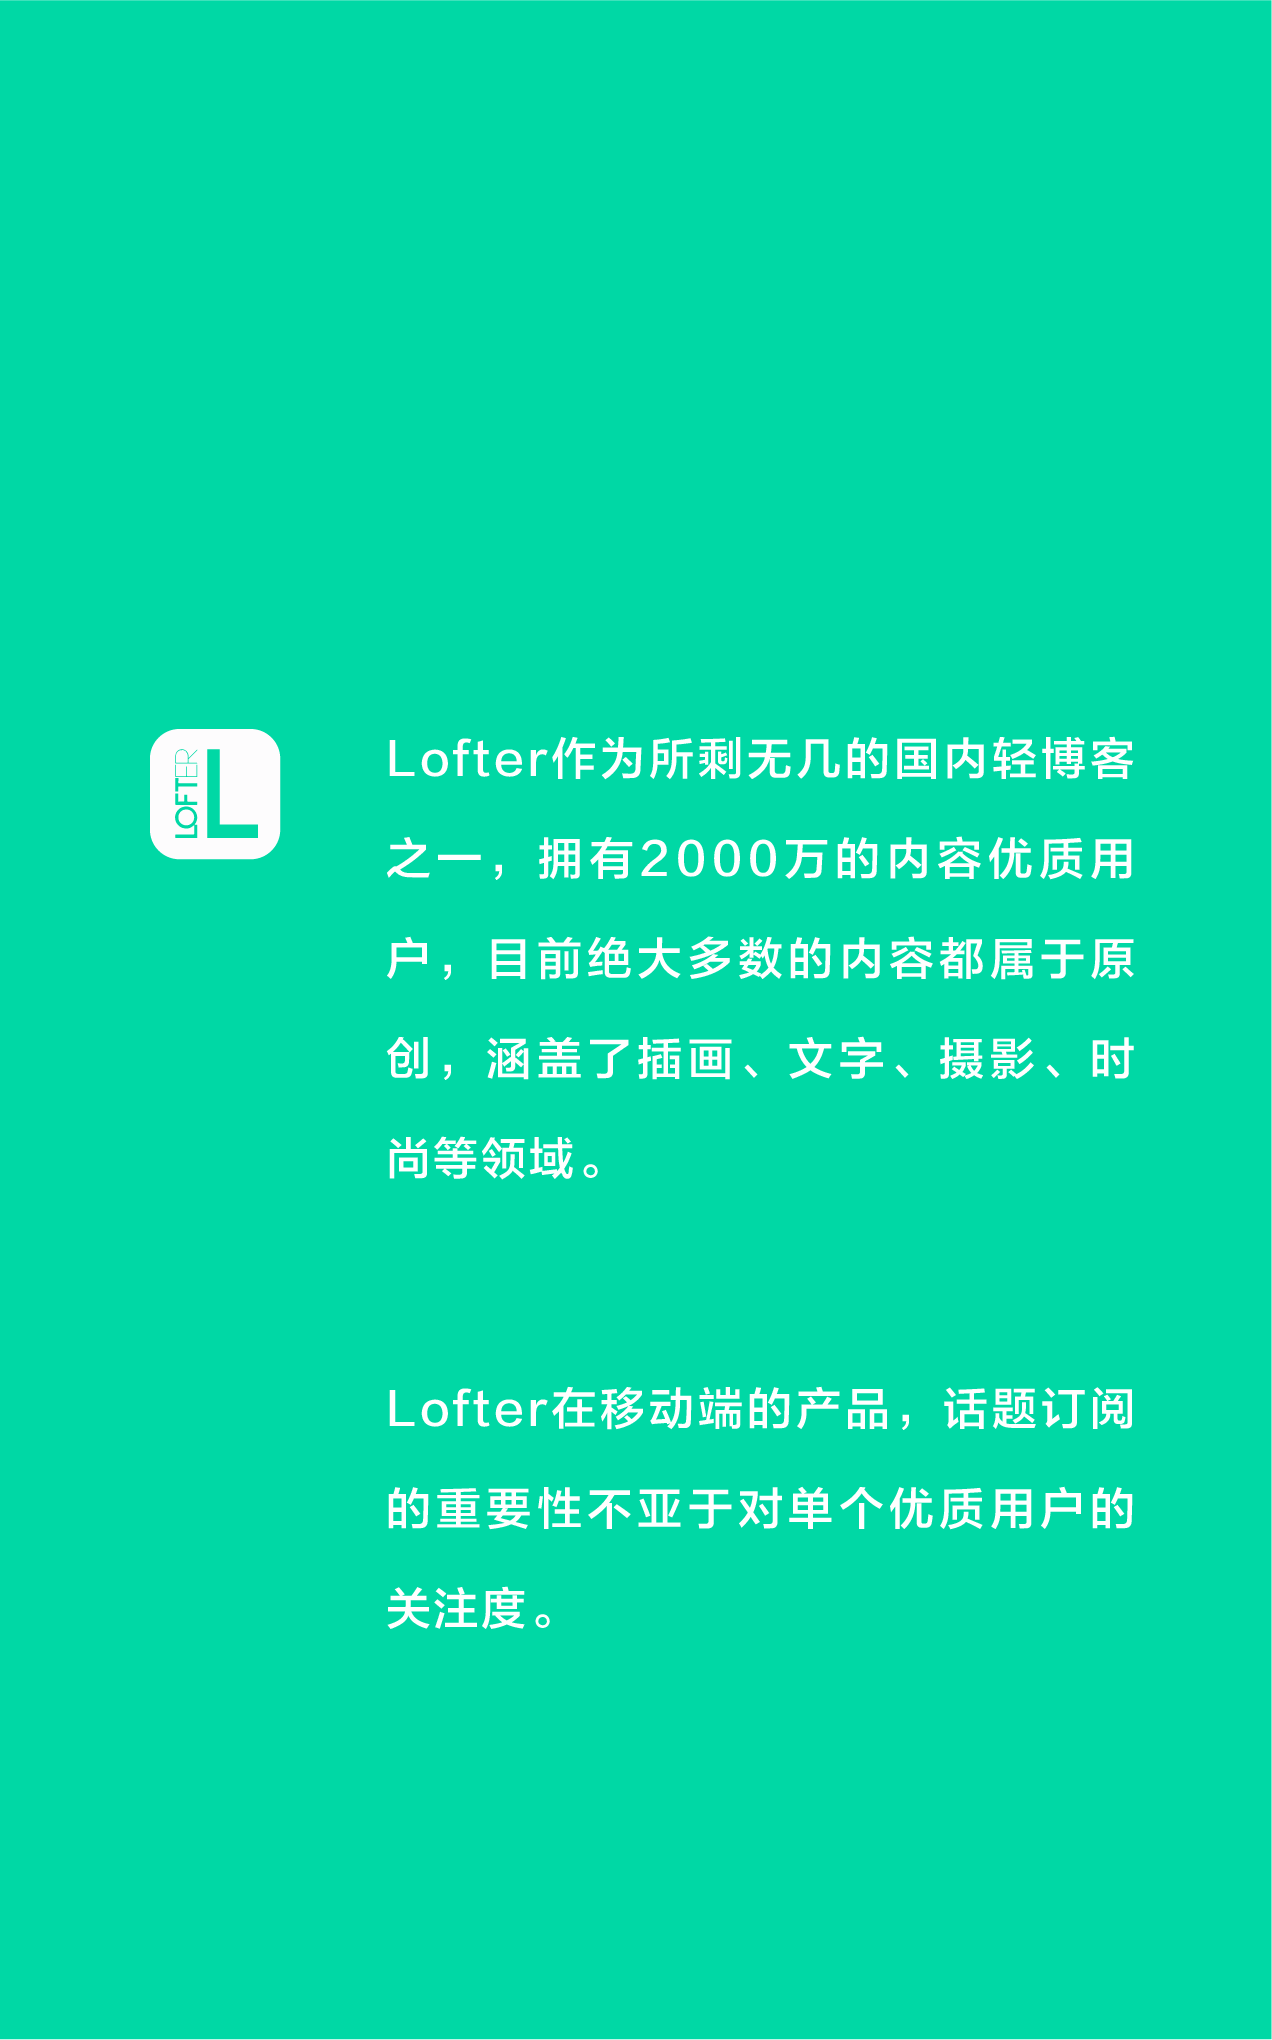 LOFTER
L
Lofter作为所剩无几的国内轻博客
之一，拥有2000万的内容优质用
户，目前绝大多数的内容都属于原
创，涵盖了插画、文字、摄影、时
尚等领域。
Lofter在移动端的产品，话题订阅
的重要性不亚于对单个优质用户的
关注度。